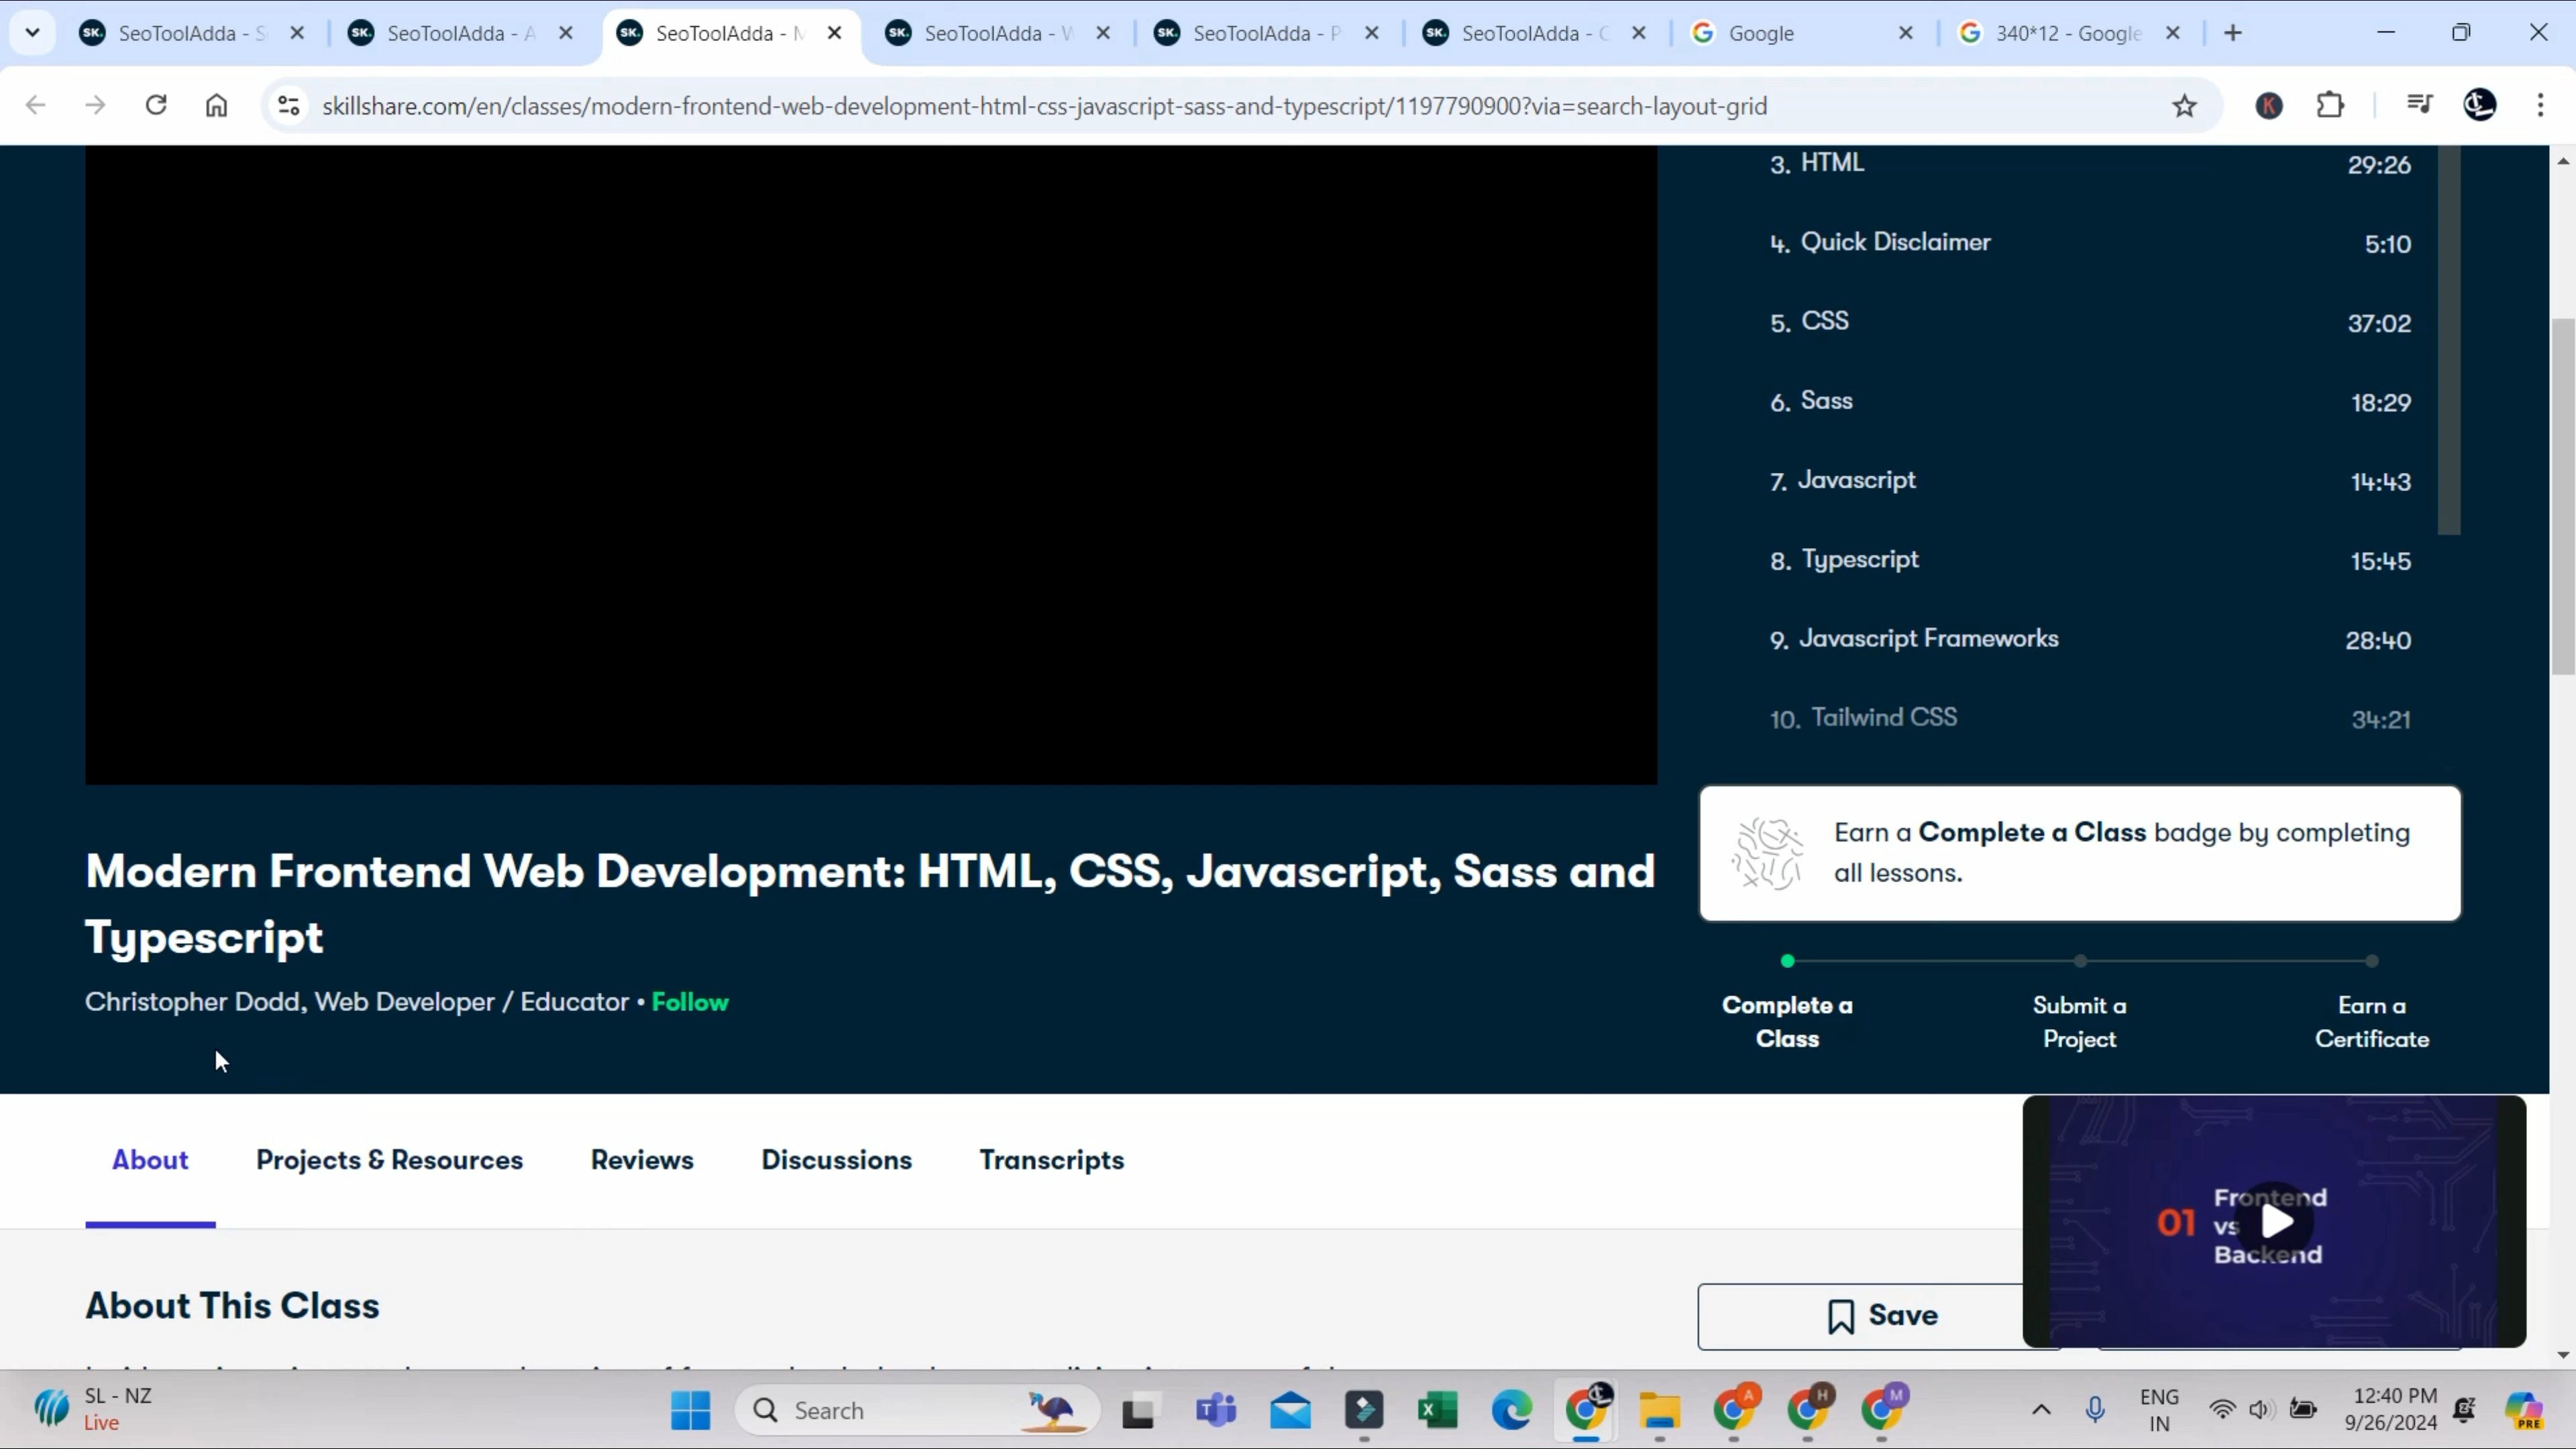 SeoToolAdda - S
SeoToolAdda - A
SeoToolAdda - M
SeoToolAdda - W
SeoToolAdda - P
SeoToolAdda - C
Google
340*12 - Google
skillshare.com/en/classes/modern-frontend-web-development-html-css-javascript-sass-and-typescript/1197790900?via=search-layout-grid
3. HTML 29:26
4. Quick Disclaimer 5:10
5. CSS 37:02
6. Sass 18:29
7. Javascript 14:43
8. Typescript 15:45
9. Javascript Frameworks 28:40
10. Tailwind CSS 34:21
Modern Frontend Web Development: HTML, CSS, Javascript, Sass and
Typescript
Christopher Dodd, Web Developer / Educator • Follow
Earn a Complete a Class badge by completing
all lessons.
Complete a
Class
Submit a
Project
Earn a
Certificate
About
Projects & Resources
Reviews
Discussions
Transcripts
01 Frontend
vs
Backend
About This Class
Save
SL - NZ
Live
Search
ENG
IN
12:40 PM
9/26/2024
PRE